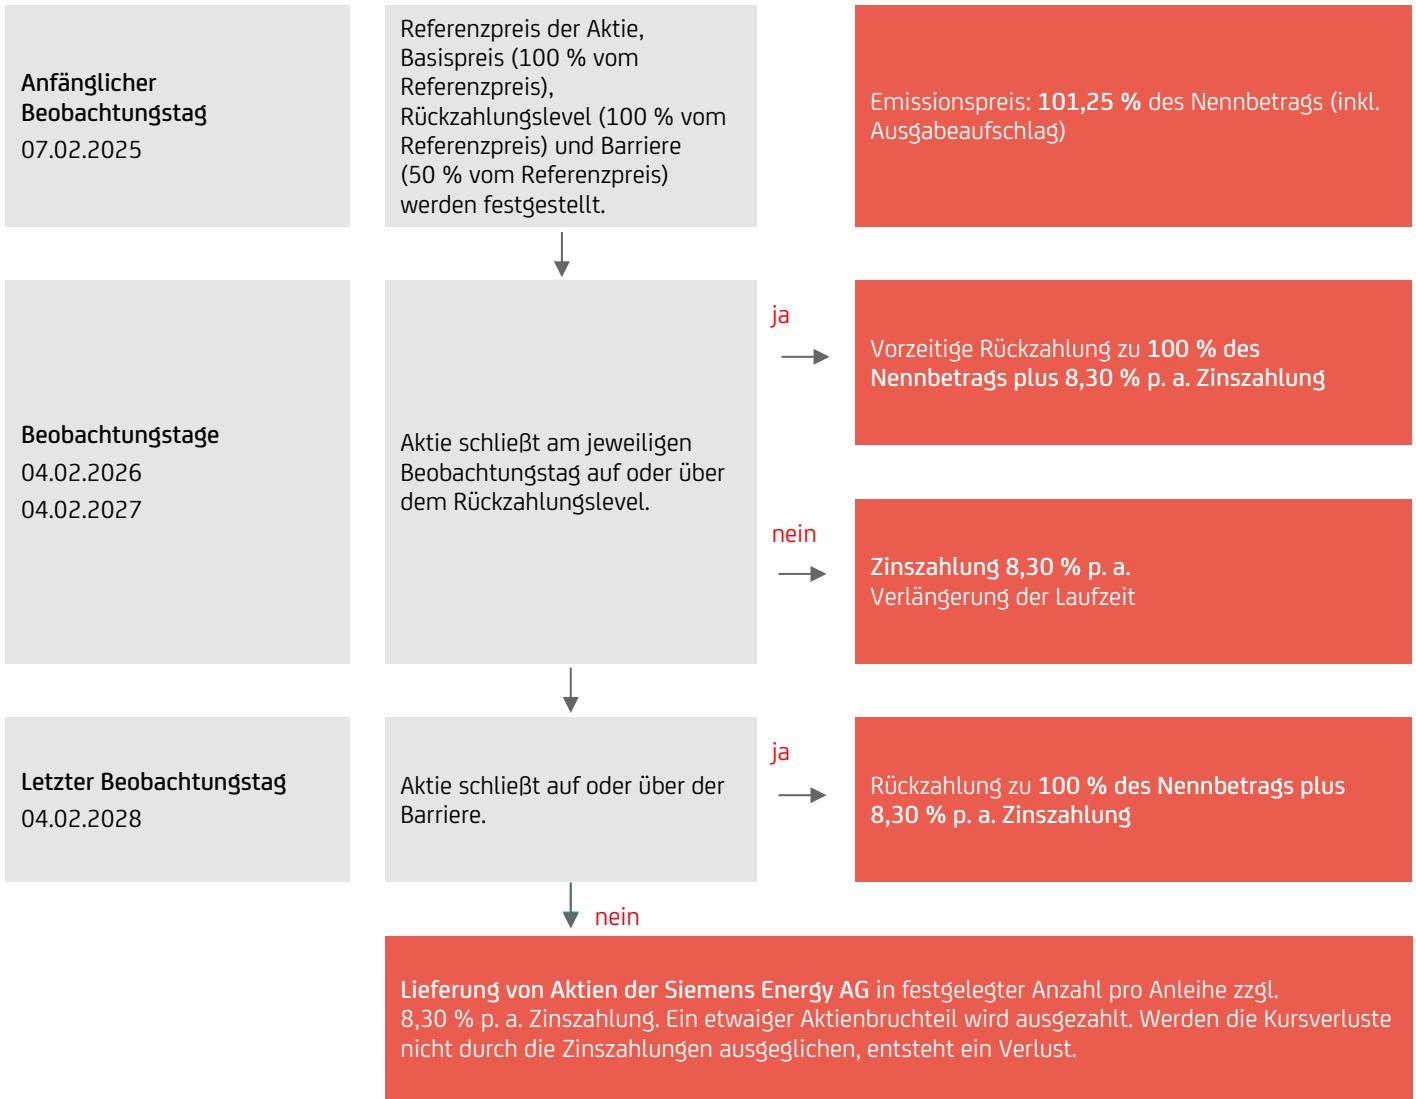 Anfänglicher
Beobachtungstag
07.02.2025
Referenzpreis der Aktie,
Basispreis (100 % vom
Referenzpreis),
Rückzahlungslevel (100 % vom
Referenzpreis) und Barriere
(50 % vom Referenzpreis)
werden festgestellt.
Emissionspreis: 101,25 % des Nennbetrags (inkl.
Ausgabeaufschlag)
Beobachtungstage
04.02.2026
04.02.2027
Aktie schließt am jeweiligen
Beobachtungstag auf oder über
dem Rückzahlungslevel.
ja
Vorzeitige Rückzahlung zu 100 % des
Nennbetrags plus 8,30 % p. a. Zinszahlung
nein
Zinszahlung 8,30 % p. a.
Verlängerung der Laufzeit
Letzter Beobachtungstag
04.02.2028
Aktie schließt auf oder über der
Barriere.
ja
Rückzahlung zu 100 % des Nennbetrags plus
8,30 % p. a. Zinszahlung
nein
Lieferung von Aktien der Siemens Energy AG in festgelegter Anzahl pro Anleihe zzgl.
8,30 % p. a. Zinszahlung. Ein etwaiger Aktienbruchteil wird ausgezahlt. Werden die Kursverluste
nicht durch die Zinszahlungen ausgeglichen, entsteht ein Verlust.